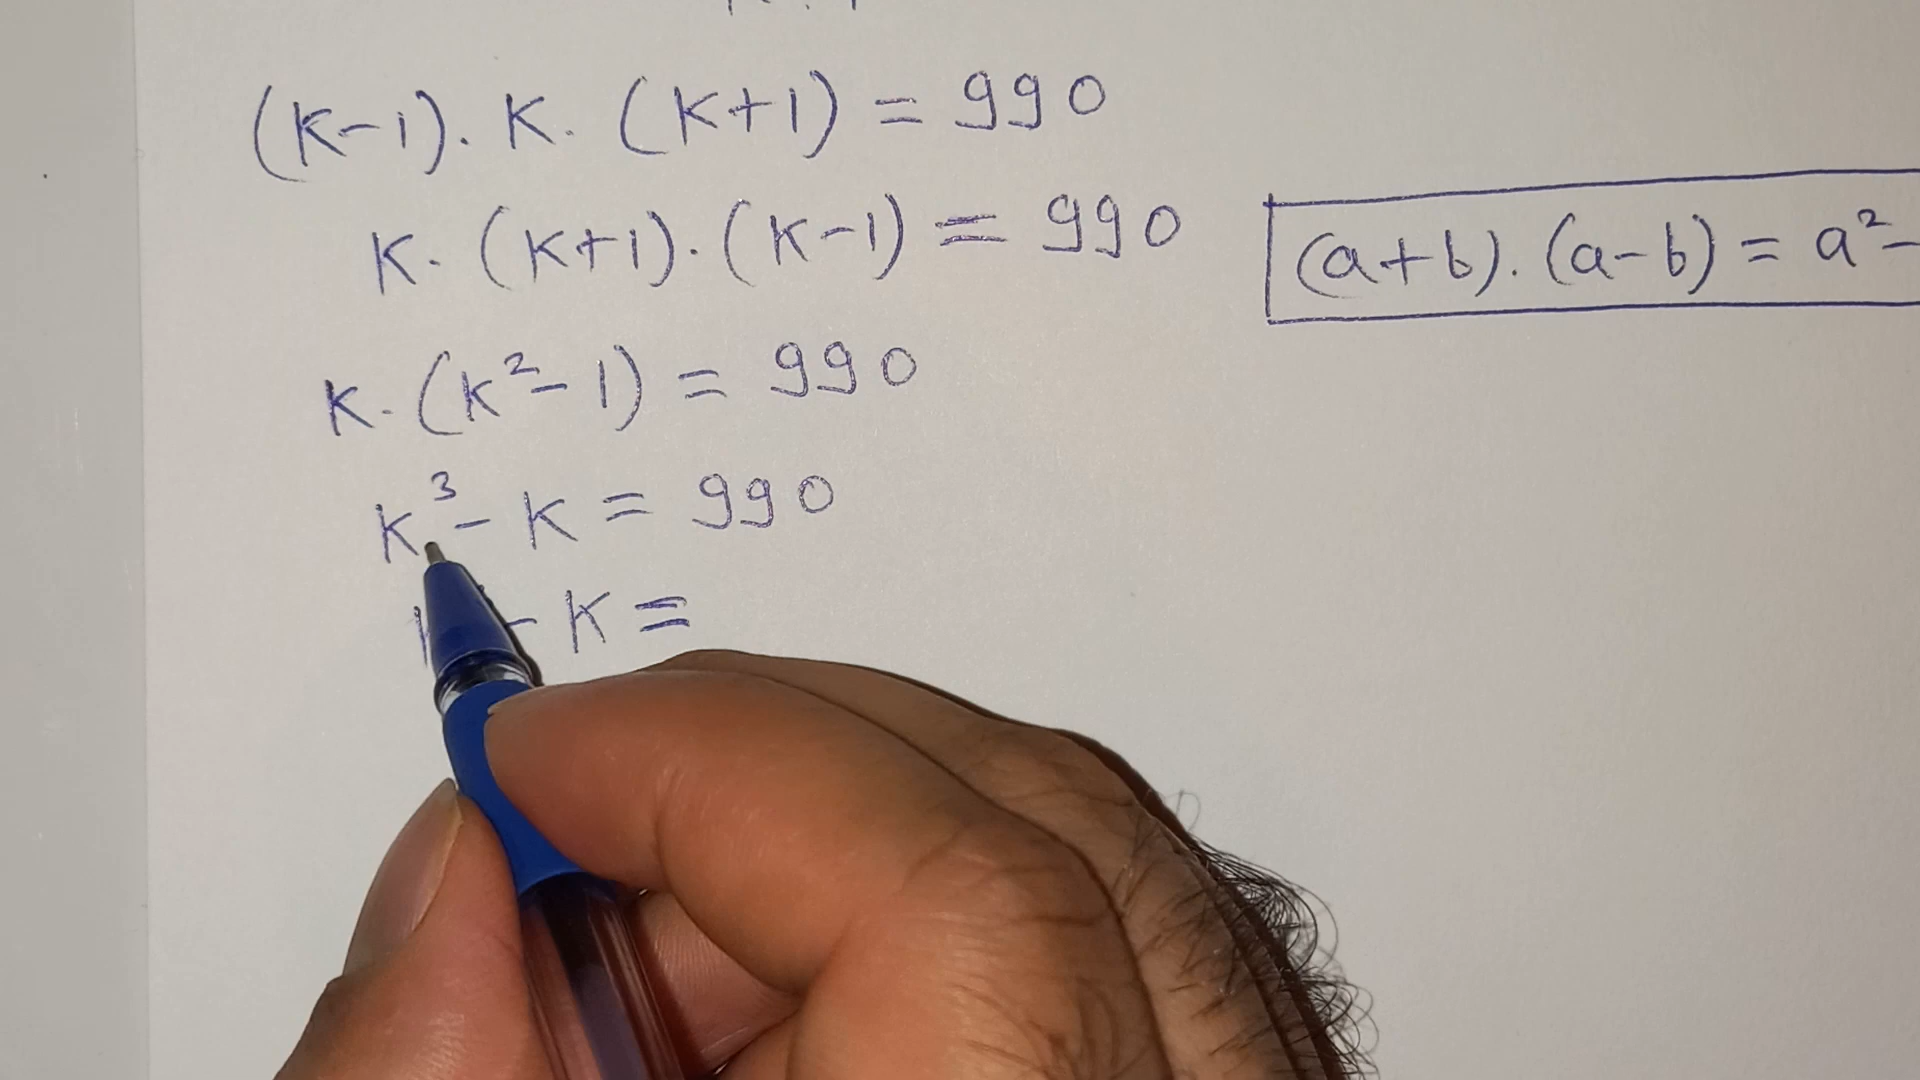 (K-1). K. (K+1) = 990
K. (K+1). (K-1) = 990
(a+b). (a-b) = a²-
K. (K²-1) = 990
K³- K = 990
- K =